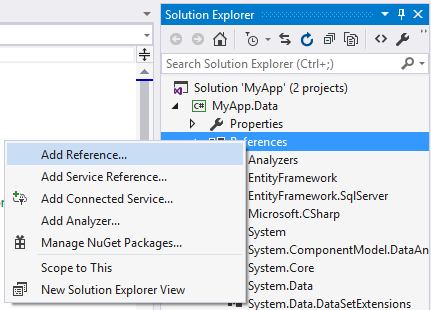 Solution Explorer
Search Solution Explorer (Ctrl+;)
Solution 'MyApp' (2 projects)
C# MyApp.Data
Properties
References
Analyzers
EntityFramework
EntityFramework.SqlServer
Microsoft.CSharp
System
System.ComponentModel.DataAn
System.Core
System.Data
System.Data.DataSetExtensions
Add Reference...
Add Service Reference...
Add Connected Service...
Add Analyzer...
Manage NuGet Packages...
Scope to This
New Solution Explorer View